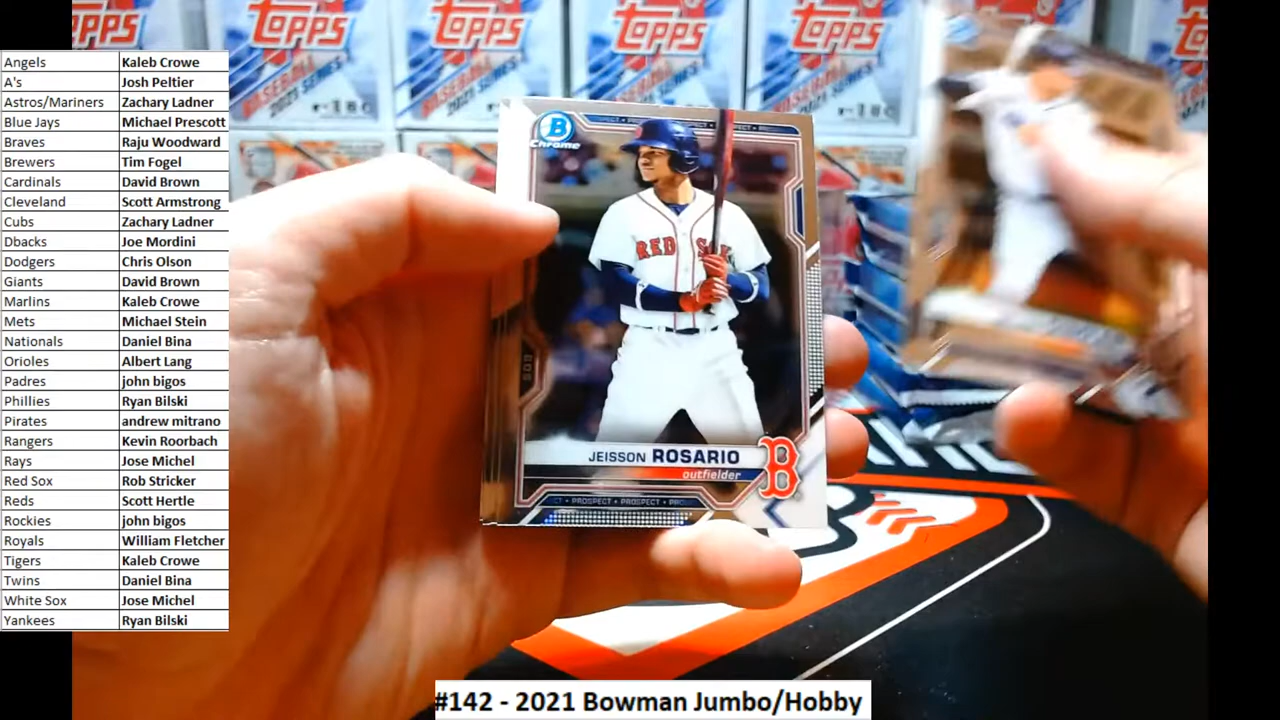 TOPPS
TOPPS
TOPPS
TOPPS
BASEBALL
2021 SERIES
Angels Kaleb Crowe
A's Josh Peltier
Astros/Mariners Zachary Ladner
Blue Jays Michael Prescott
Braves Raju Woodward
Brewers Tim Fogel
Cardinals David Brown
Cleveland Scott Armstrong
Cubs Zachary Ladner
Dbacks Joe Mordini
Dodgers Chris Olson
Giants David Brown
Marlins Kaleb Crowe
Mets Michael Stein
Nationals Daniel Bina
Orioles Albert Lang
Padres john bigos
Phillies Ryan Bilski
Pirates andrew mitrano
Rangers Kevin Roorbach
Rays Jose Michel
Red Sox Rob Stricker
Reds Scott Hertle
Rockies john bigos
Royals William Fletcher
Tigers Kaleb Crowe
Twins Daniel Bina
White Sox Jose Michel
Yankees Ryan Bilski
B
Chrome
RED SOX
JEISSON ROSARIO
outfielder
B
PROSPECT • PROSPECT
#142 - 2021 Bowman Jumbo/Hobby